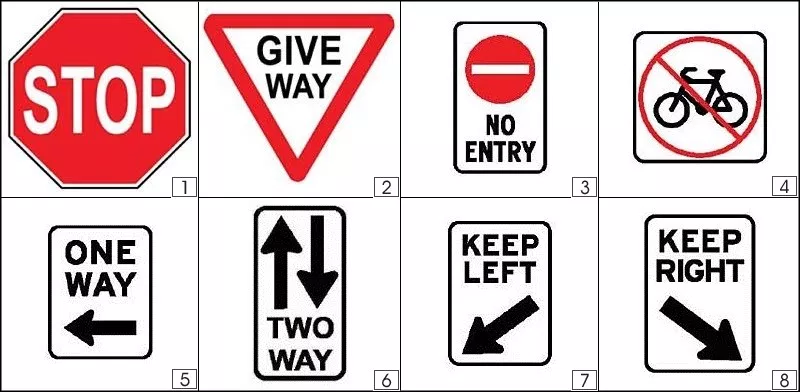 STOP
1
GIVE
WAY
2
NO
ENTRY
3
4
ONE
WAY
5
TWO
WAY
6
KEEP
LEFT
7
KEEP
RIGHT
8